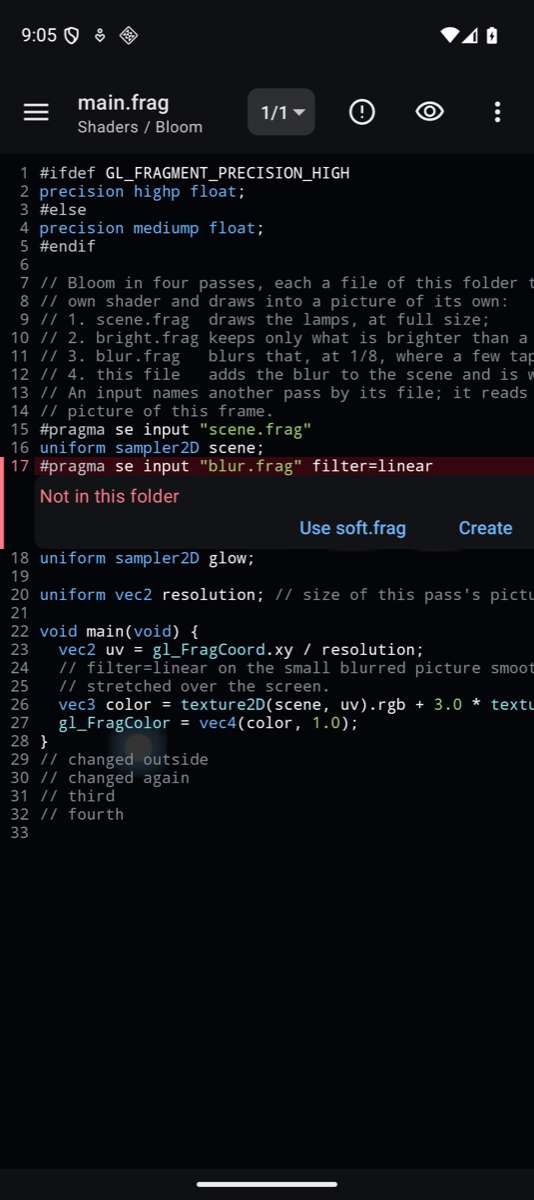 9:05
main.frag
Shaders / Bloom
1/1
1 #ifdef GL_FRAGMENT_PRECISION_HIGH
2 precision highp float;
3 #else
4 precision mediump float;
5 #endif
6
7 // Bloom in four passes, each a file of this folder
8 // own shader and draws into a picture of its own:
9 // 1. scene.frag  draws the lamps, at full size;
10 // 2. bright.frag keeps only what is brighter than a
11 // 3. blur.frag   blurs that, at 1/8, where a few
12 // 4. this file   adds the blur to the scene and is
13 // An input names another pass by its file; it reads
14 // picture of this frame.
15 #pragma se input "scene.frag"
16 uniform sampler2D scene;
17 #pragma se input "blur.frag" filter=linear
Not in this folder
Use soft.frag Create
18 uniform sampler2D glow;
19
20 uniform vec2 resolution; // size of this pass's
21
22 void main(void) {
23   vec2 uv = gl_FragCoord.xy / resolution;
24   // filter=linear on the small blurred picture
25   // stretched over the screen.
26   vec3 color = texture2D(scene, uv).rgb + 3.0 *
27   gl_FragColor = vec4(color, 1.0);
28 }
29 // changed outside
30 // changed again
31 // third
32 // fourth
33